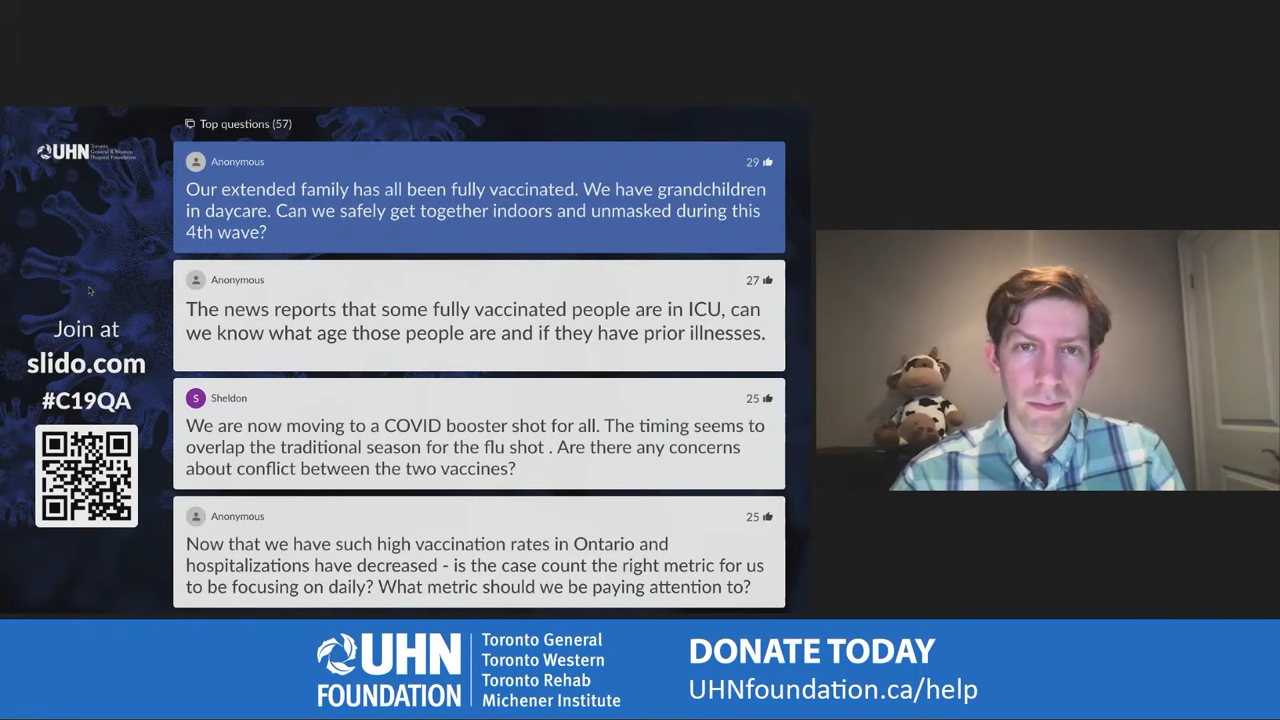 Top questions (57)
UHN
Toronto
General & Western
Hospital Foundation
Anonymous
29
Our extended family has all been fully vaccinated. We have grandchildren
in daycare. Can we safely get together indoors and unmasked during this
4th wave?
Anonymous
27
The news reports that some fully vaccinated people are in ICU, can
we know what age those people are and if they have prior illnesses.
Join at
slido.com
#C19QA
S
Sheldon
25
We are now moving to a COVID booster shot for all. The timing seems to
overlap the traditional season for the flu shot . Are there any concerns
about conflict between the two vaccines?
Anonymous
25
Now that we have such high vaccination rates in Ontario and
hospitalizations have decreased - is the case count the right metric for us
to be focusing on daily? What metric should we be paying attention to?
UHN
FOUNDATION
Toronto General
Toronto Western
Toronto Rehab
Michener Institute
DONATE TODAY
UHNfoundation.ca/help